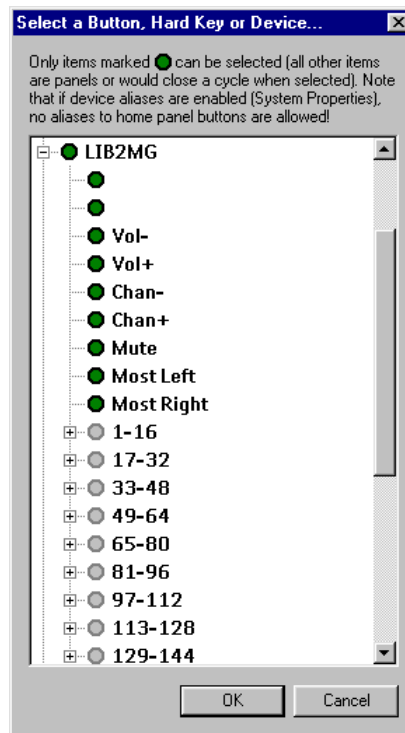 Select a Button, Hard Key or Device...
Only items marked can be selected (all other items
are panels or would close a cycle when selected). Note
that if device aliases are enabled (System Properties),
no aliases to home panel buttons are allowed!
LIB2MG
Vol-
Vol+
Chan-
Chan+
Mute
Most Left
Most Right
1-16
17-32
33-48
49-64
65-80
81-96
97-112
113-128
129-144
OK Cancel